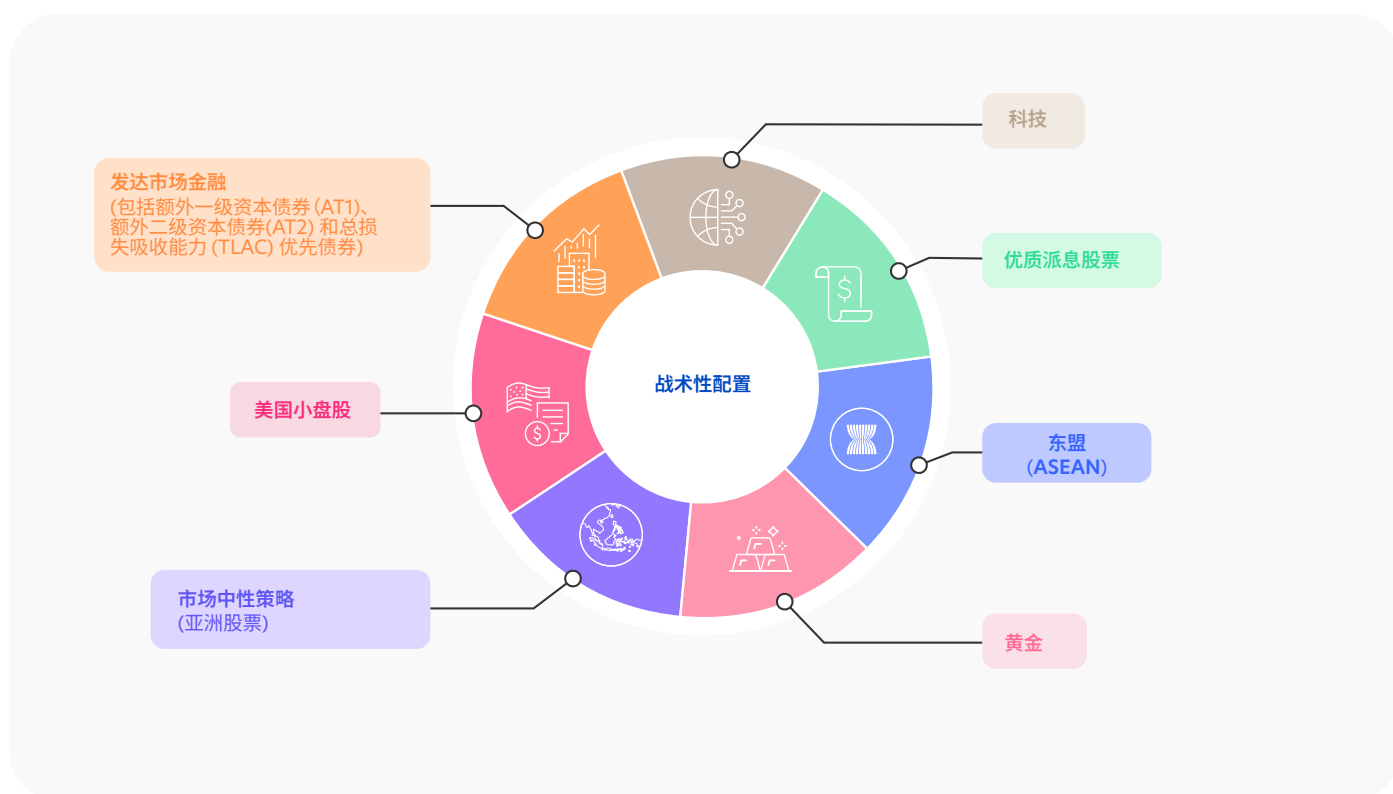 科技
发达市场金融
(包括额外一级资本债券 (AT1)、
额外二级资本债券(AT2) 和总损
失吸收能力 (TLAC) 优先债券)
优质派息股票
战术性配置
美国小盘股
东盟
(ASEAN)
市场中性策略
(亚洲股票)
黄金
$
$